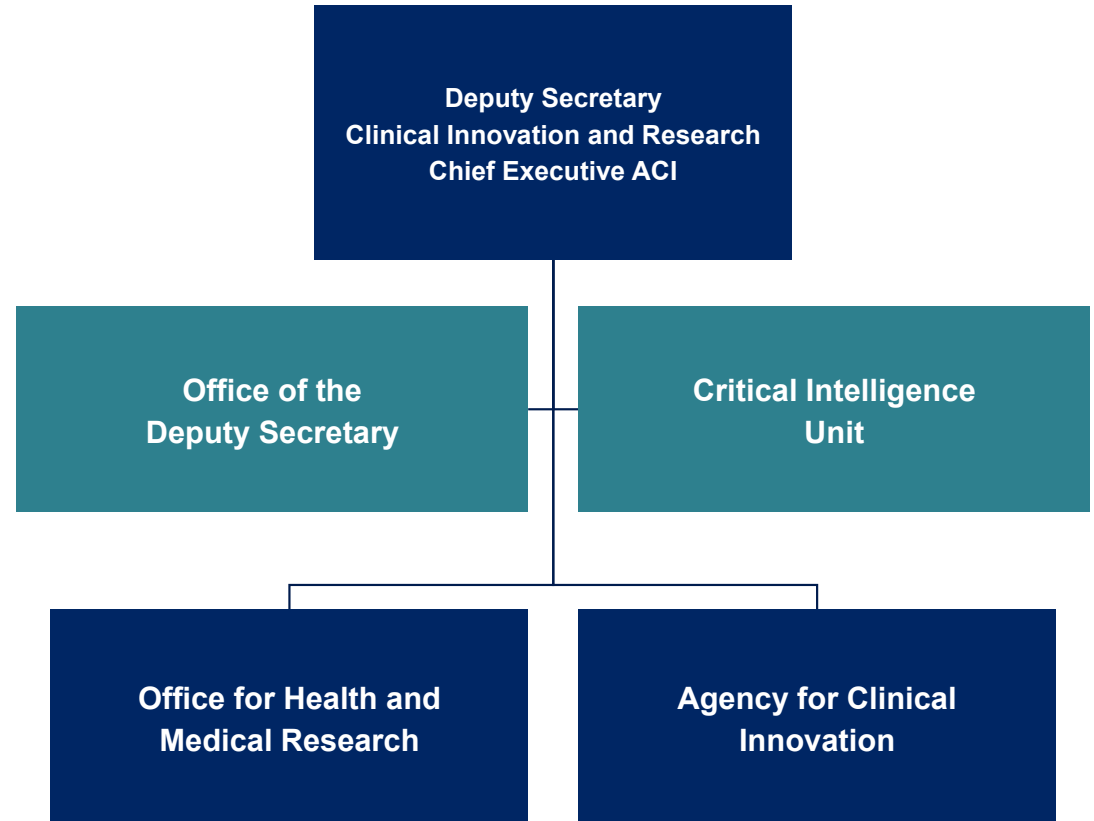 Deputy Secretary
Clinical Innovation and Research
Chief Executive ACI
Office of the
Deputy Secretary
Critical Intelligence
Unit
Office for Health and
Medical Research
Agency for Clinical
Innovation